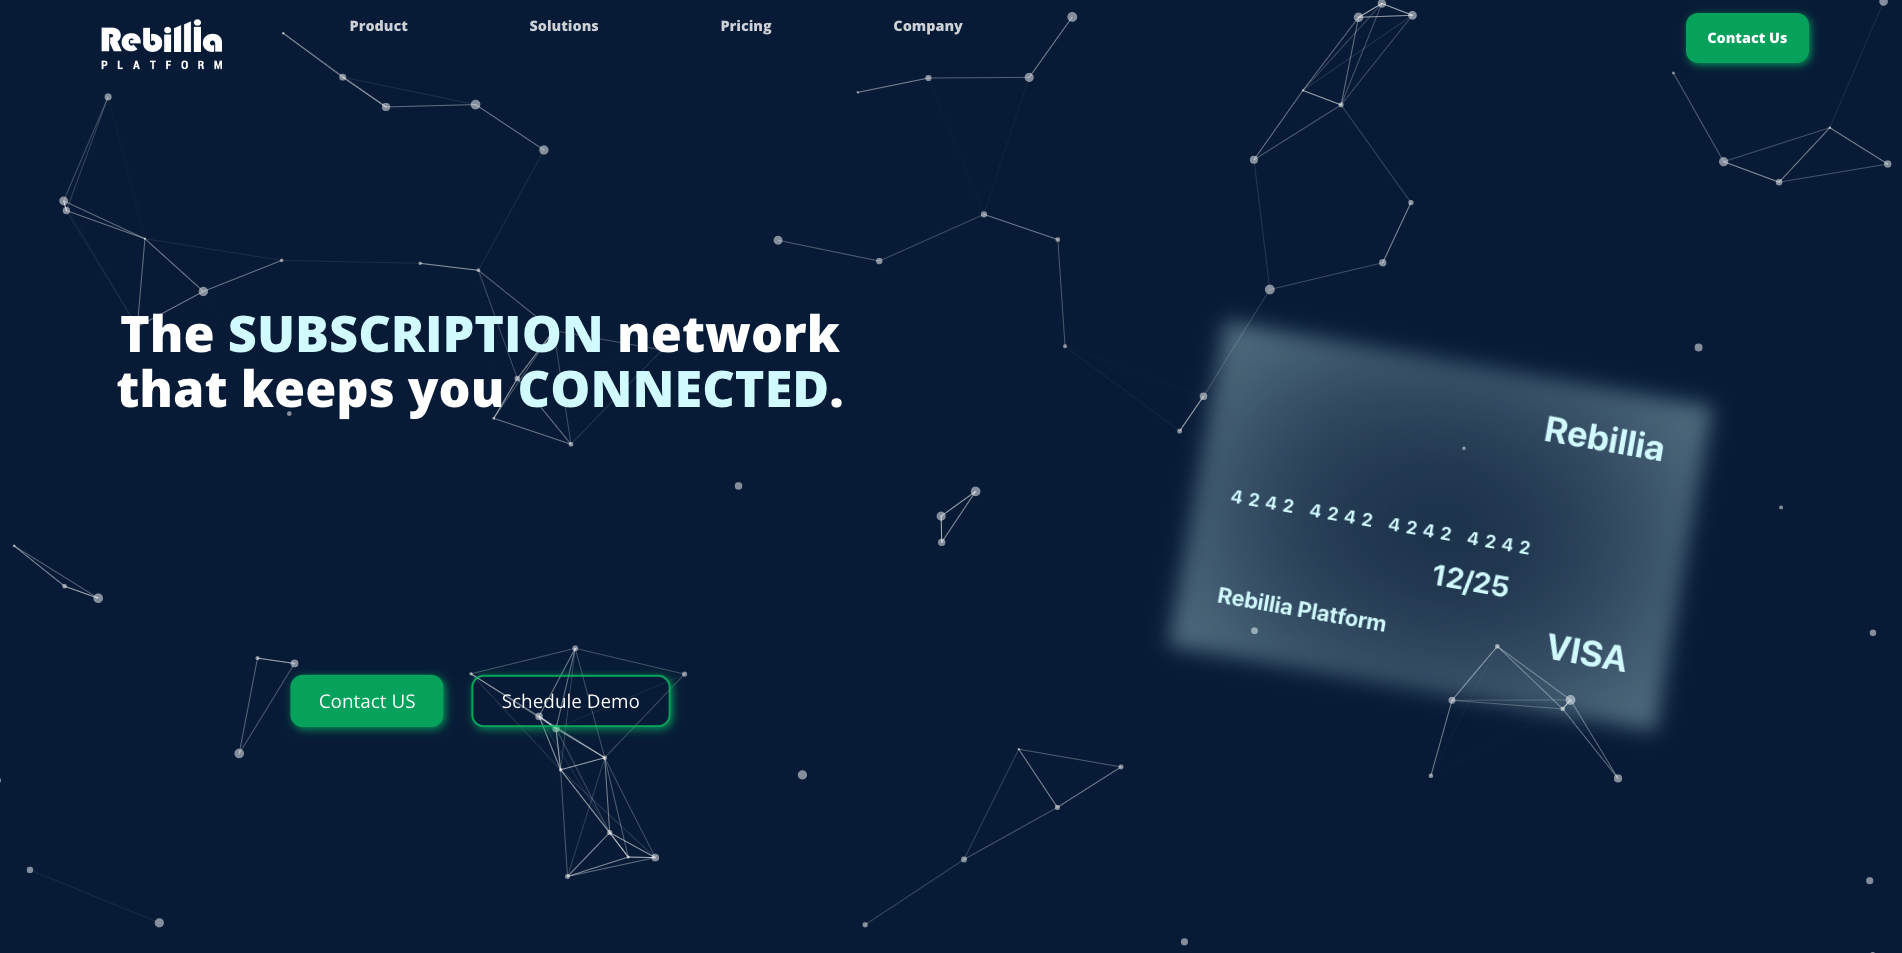 Rebillia
PLATFORM
Product
Solutions
Pricing
Company
Contact Us
The SUBSCRIPTION network
that keeps you CONNECTED.
Contact US
Schedule Demo
Rebillia
4242 4242 4242 4242
12/25
Rebillia Platform
VISA